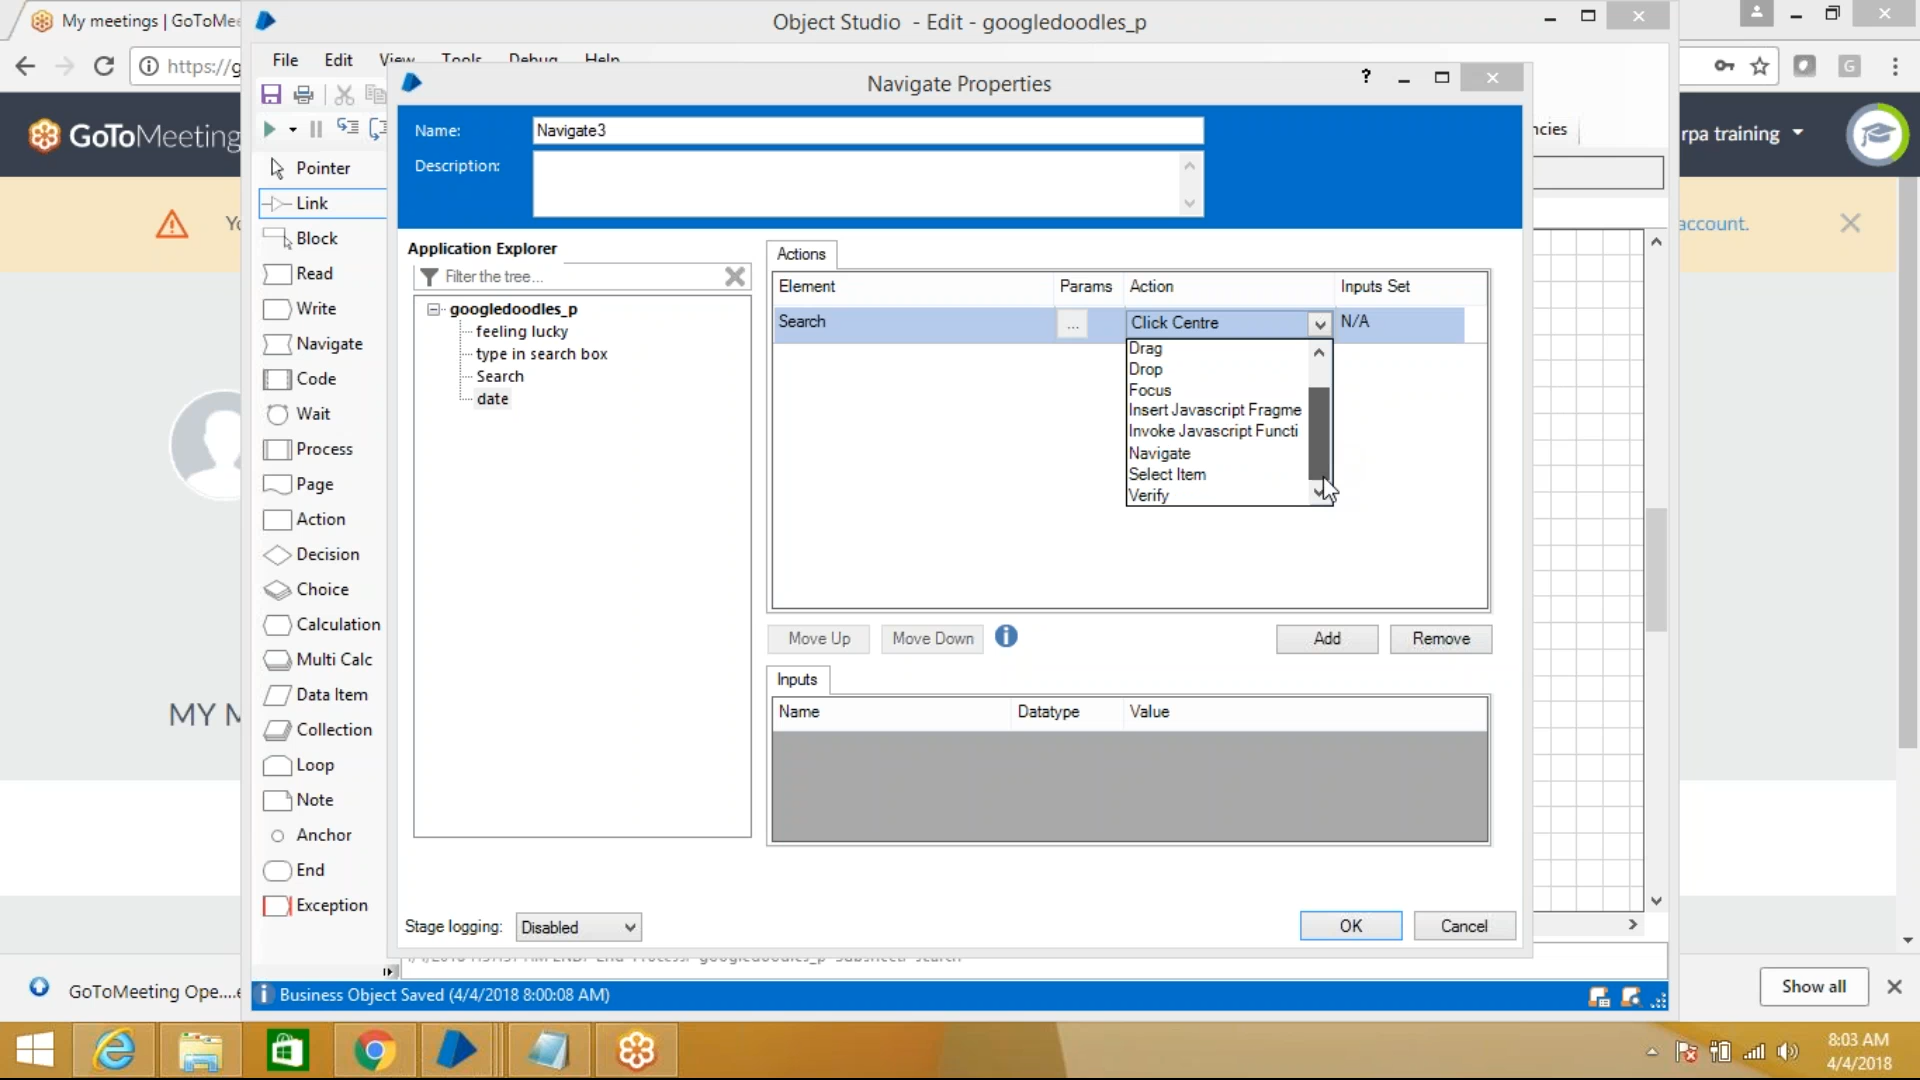 My meetings | GoToMee
Object Studio - Edit - googledoodles_p
https://g
File Edit View Tools Debug Help
Navigate Properties
?
GoToMeeting
ncies
rpa training
Name: Navigate3
Description:
Yo
account.
Pointer
Link
Block
Read
Write
Navigate
Code
Wait
Process
Page
Action
Decision
Choice
Calculation
Multi Calc
Data Item
Collection
Loop
Note
Anchor
End
Exception
Application Explorer
Filter the tree...
googledoodles_p
feeling lucky
type in search box
Search
date
Actions
Element Params Action Inputs Set
Search ... Click Centre N/A
Drag
Drop
Focus
Insert Javascript Fragme
Invoke Javascript Functi
Navigate
Select Item
Verify
Move Up Move Down Add Remove
Inputs
Name Datatype Value
MY M
Stage logging: Disabled
OK Cancel
Business Object Saved (4/4/2018 8:00:08 AM)
GoToMeeting Ope....e
Show all
8:03 AM
4/4/2018